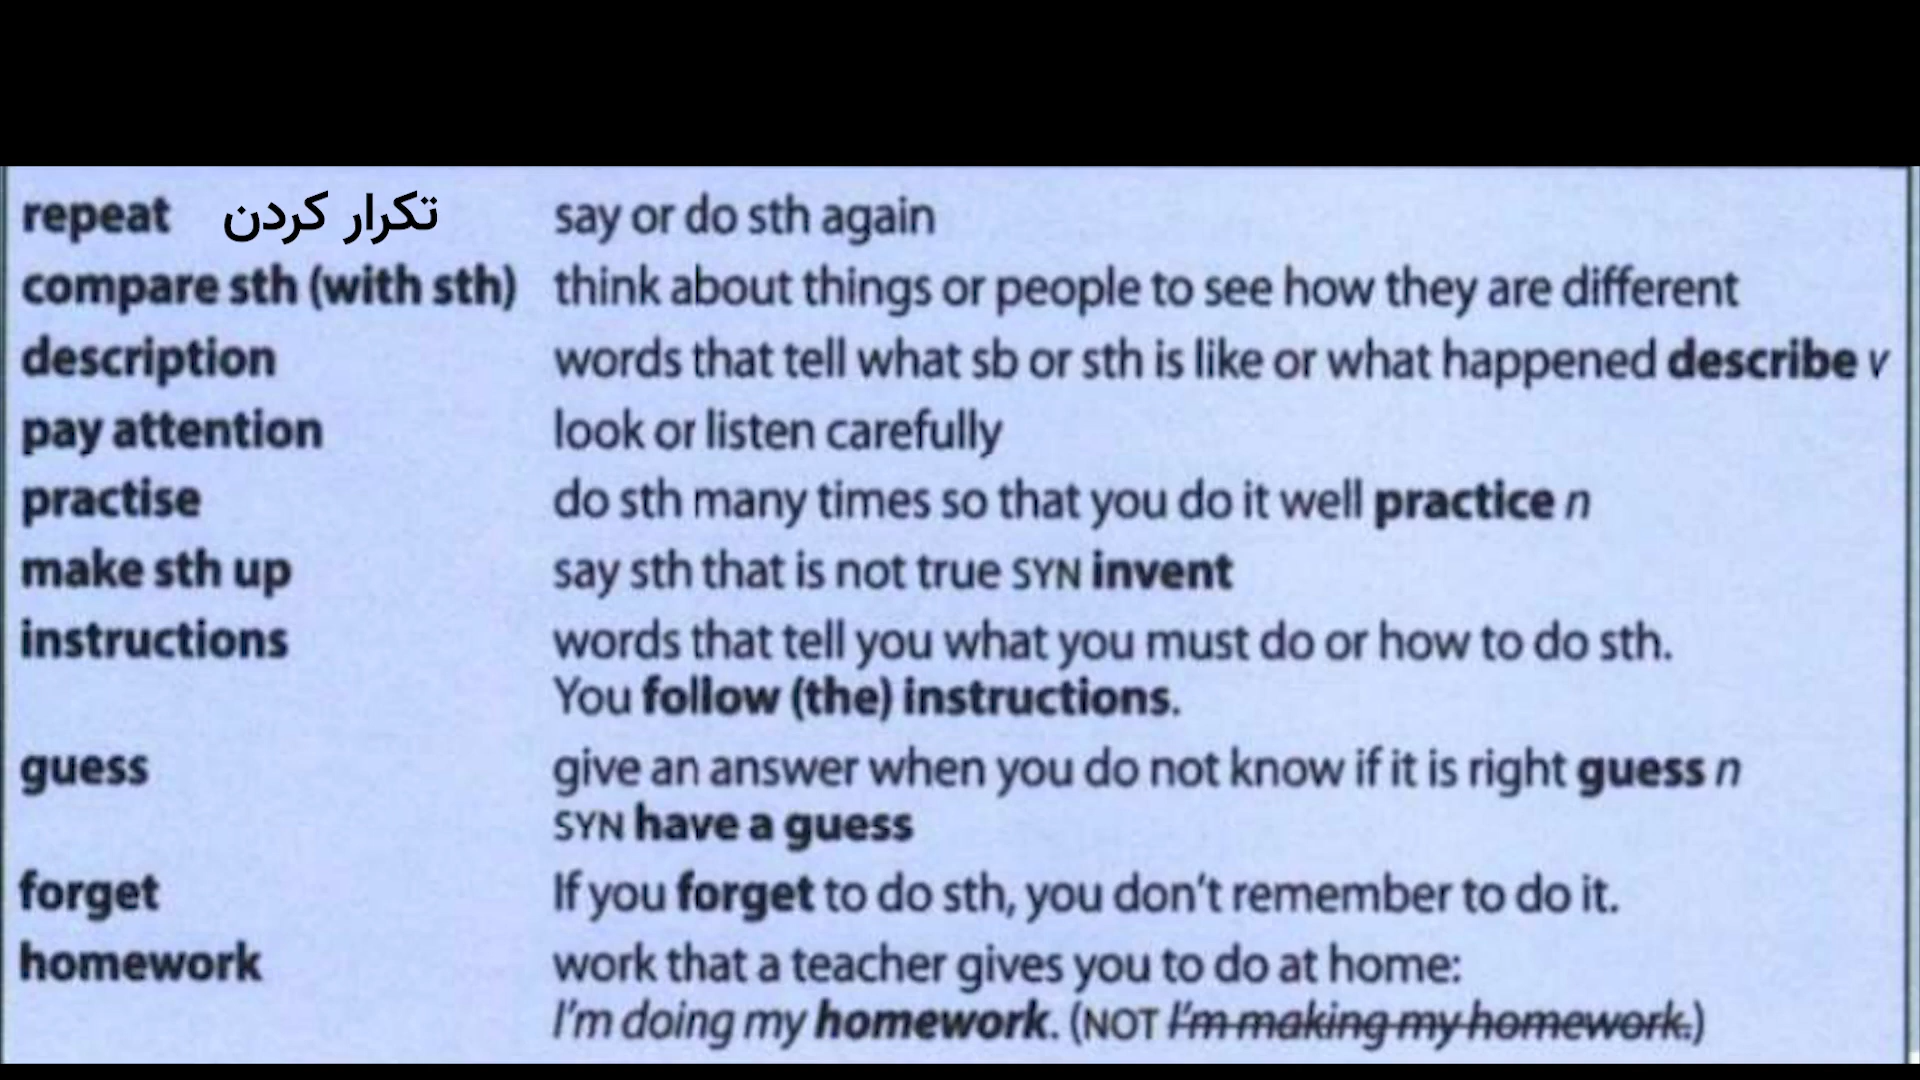 repeat تکرار کردن say or do sth again
compare sth (with sth) think about things or people to see how they are different
description words that tell what sb or sth is like or what happened describe v
pay attention look or listen carefully
practise do sth many times so that you do it well practice n
make sth up say sth that is not true SYN invent
instructions words that tell you what you must do or how to do sth.
You follow (the) instructions.
guess give an answer when you do not know if it is right guess n
SYN have a guess
forget If you forget to do sth, you don't remember to do it.
homework work that a teacher gives you to do at home:
I'm doing my homework. (NOT I'm making my homework.)